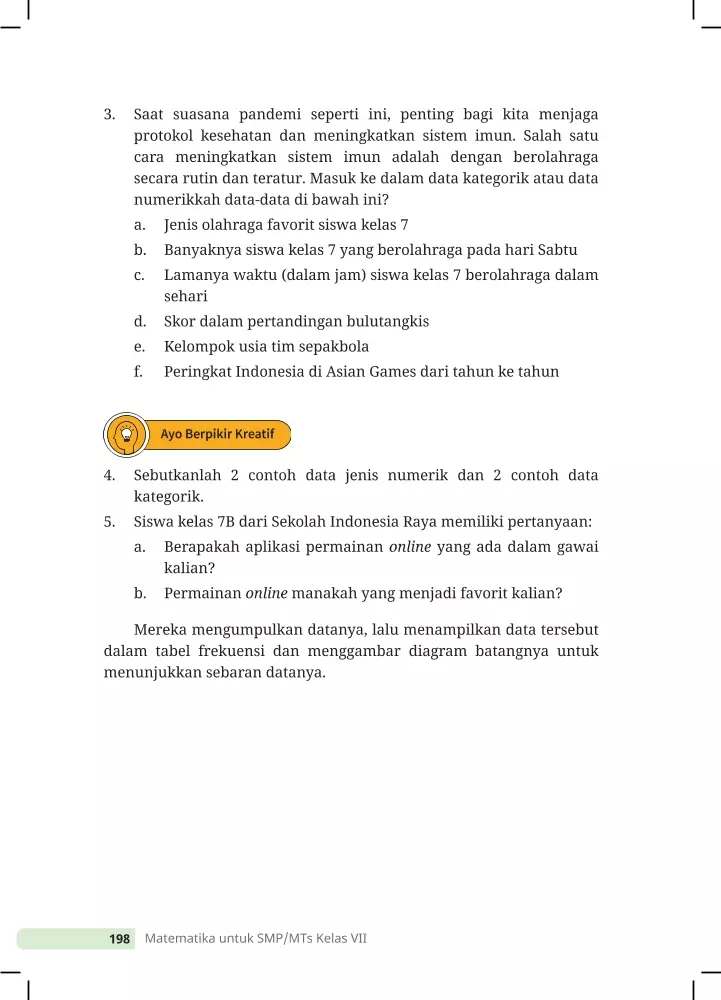 3. Saat suasana pandemi seperti ini, penting bagi kita menjaga
protokol kesehatan dan meningkatkan sistem imun. Salah satu
cara meningkatkan sistem imun adalah dengan berolahraga
secara rutin dan teratur. Masuk ke dalam data kategorik atau data
numerikkah data-data di bawah ini?
a. Jenis olahraga favorit siswa kelas 7
b. Banyaknya siswa kelas 7 yang berolahraga pada hari Sabtu
c. Lamanya waktu (dalam jam) siswa kelas 7 berolahraga dalam
sehari
d. Skor dalam pertandingan bulutangkis
e. Kelompok usia tim sepakbola
f. Peringkat Indonesia di Asian Games dari tahun ke tahun
Ayo Berpikir Kreatif
4. Sebutkanlah 2 contoh data jenis numerik dan 2 contoh data
kategorik.
5. Siswa kelas 7B dari Sekolah Indonesia Raya memiliki pertanyaan:
a. Berapakah aplikasi permainan online yang ada dalam gawai
kalian?
b. Permainan online manakah yang menjadi favorit kalian?
Mereka mengumpulkan datanya, lalu menampilkan data tersebut
dalam tabel frekuensi dan menggambar diagram batangnya untuk
menunjukkan sebaran datanya.
198 Matematika untuk SMP/MTs Kelas VII